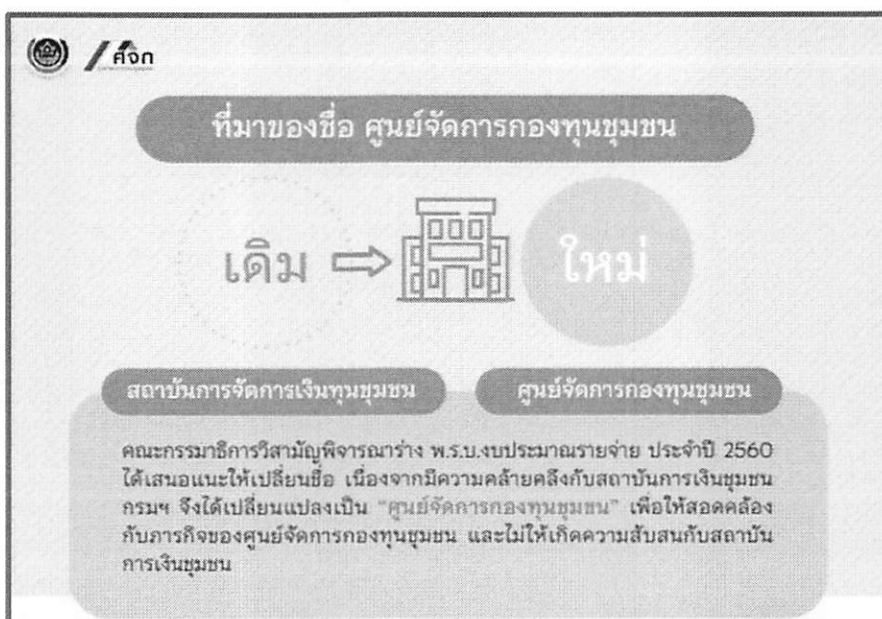 ศจก
ที่มาของชื่อ ศูนย์จัดการกองทุนชุมชน
เดิม
ใหม่
สถาบันการจัดการเงินทุนชุมชน
ศูนย์จัดการกองทุนชุมชน
คณะกรรมาธิการวิสามัญพิจารณาร่าง พ.ร.บ.งบประมาณรายจ่าย ประจำปี 2560
ได้เสนอแนะให้เปลี่ยนชื่อ เนื่องจากมีความคล้ายคลึงกับสถาบันการเงินชุมชน
กรมฯ จึงได้เปลี่ยนแปลงเป็น "ศูนย์จัดการกองทุนชุมชน" เพื่อให้สอดคล้อง
กับภารกิจของศูนย์จัดการกองทุนชุมชน และไม่ให้เกิดความสับสนกับสถาบัน
การเงินชุมชน